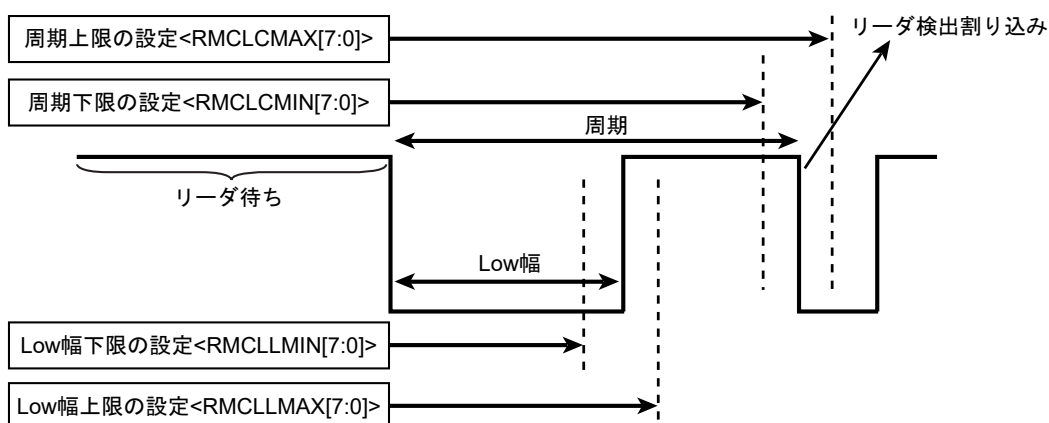 周期上限の設定<RMCLCMAX[7:0]>
リーダ検出割り込み
周期下限の設定<RMCLCMIN[7:0]>
周期
リーダ待ち
Low幅
Low幅下限の設定<RMCLLMIN[7:0]>
Low幅上限の設定<RMCLLMAX[7:0]>